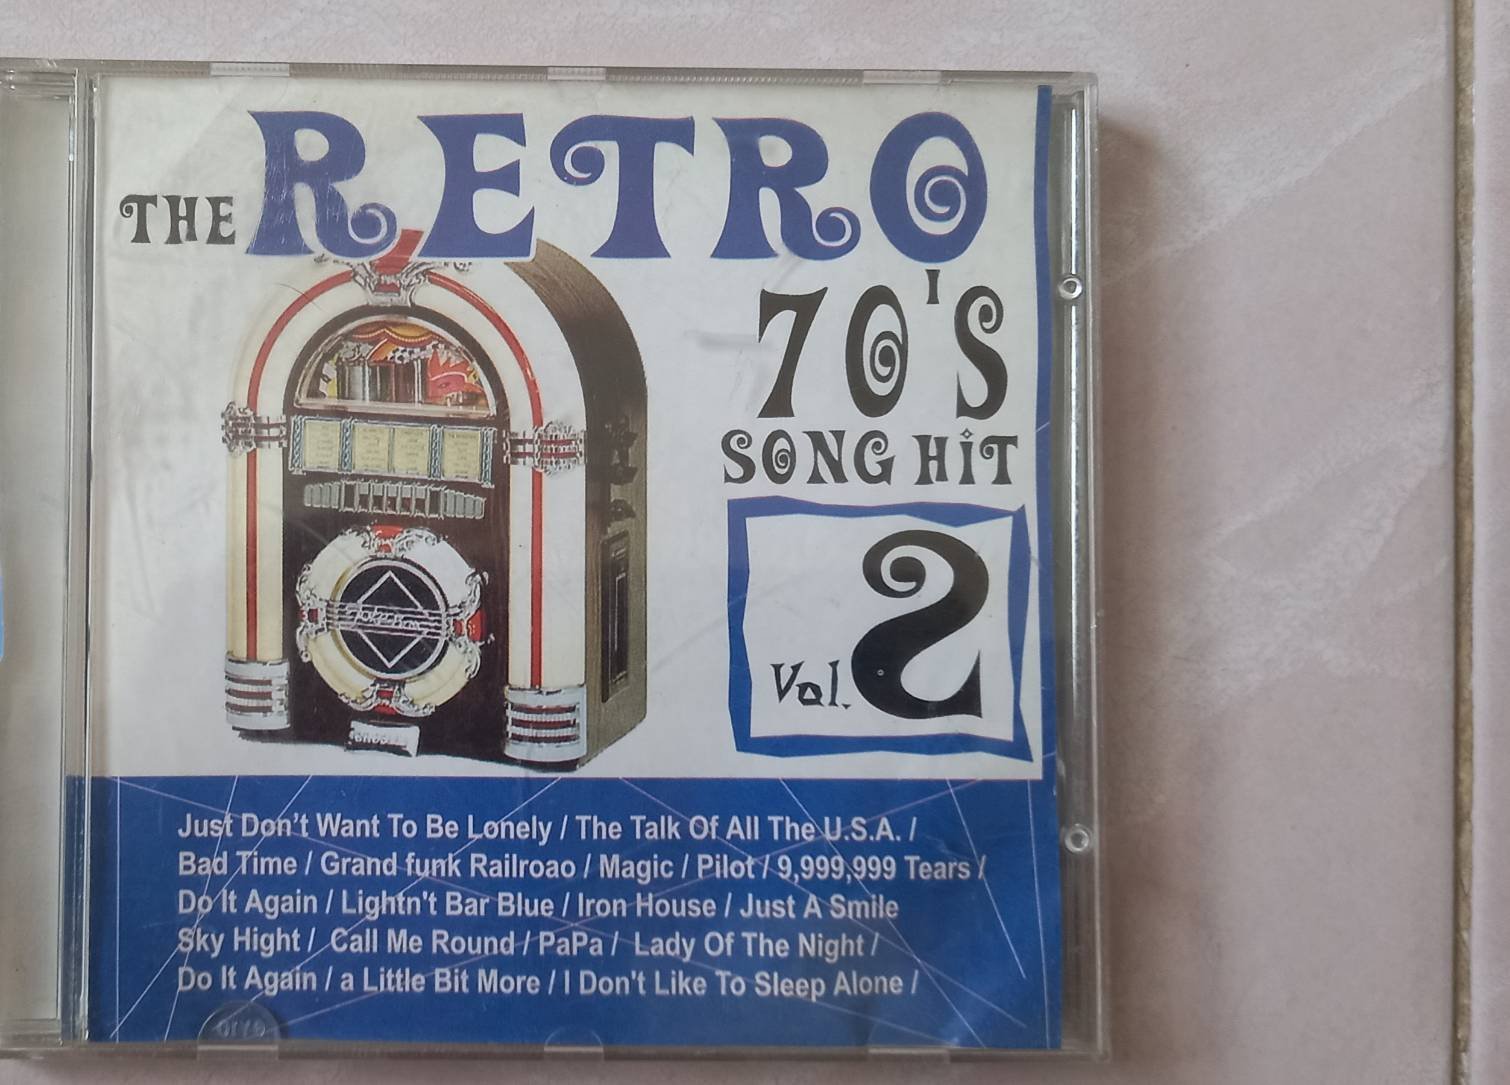 THE RETRO
70'S
SONG HIT
Vol. 2
JukeBox
Just Don't Want To Be Lonely / The Talk Of All The U.S.A. /
Bad Time / Grand funk Railroao / Magic / Pilot / 9,999,999 Tears /
Do It Again / Lightn't Bar Blue / Iron House / Just A Smile
Sky Hight / Call Me Round / PaPa / Lady Of The Night /
Do It Again / a Little Bit More / I Don't Like To Sleep Alone /